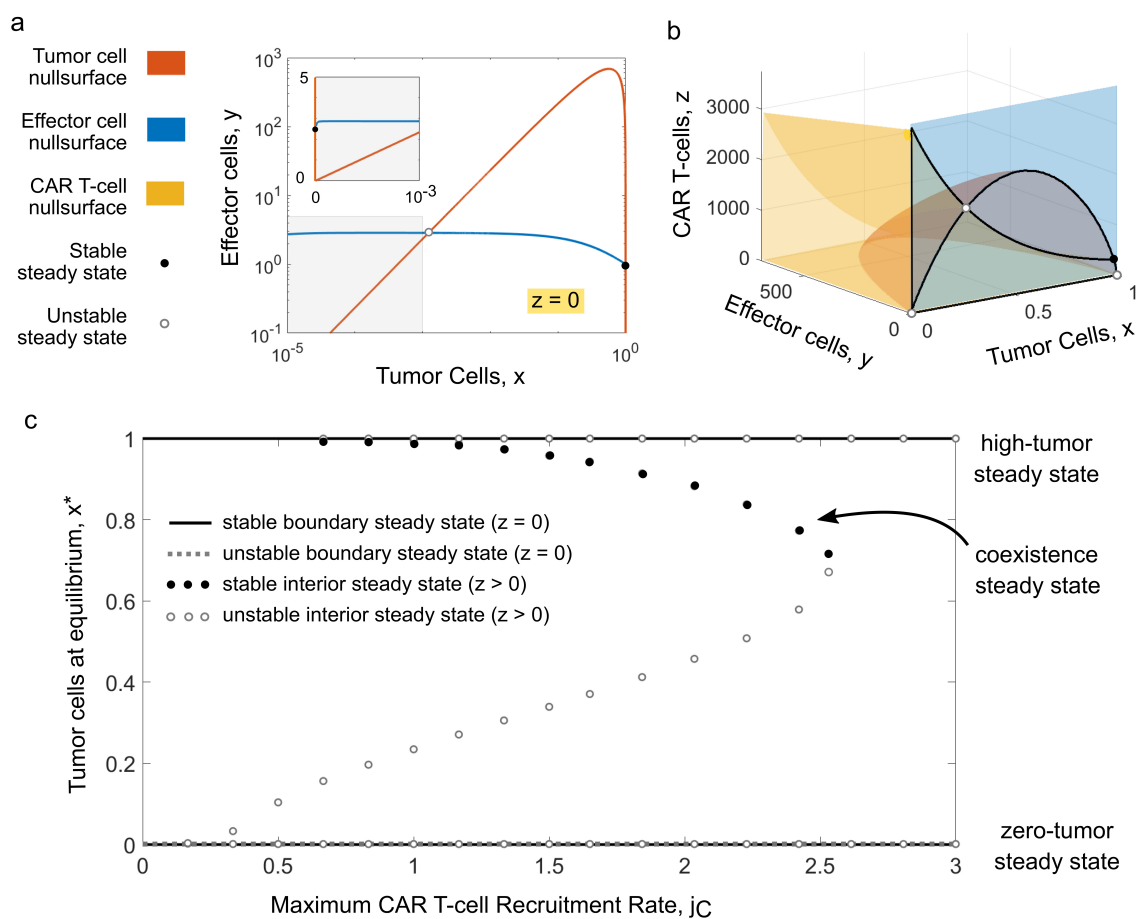 a
Tumor cell
nullsurface
Effector cell
nullsurface
CAR T-cell
nullsurface
Stable
steady state
Unstable
steady state
Effector cells, y
10^3
10^2
10^1
10^0
10^-1
5
0
0
10^-3
z = 0
10^-5
10^0
Tumor Cells, x
b
CAR T-cells, z
3000
2000
1000
0
500
0
Effector cells, y
0
0.5
1
Tumor Cells, x
c
Tumor cells at equilibrium, x*
1
0.8
0.6
0.4
0.2
0
stable boundary steady state (z = 0)
unstable boundary steady state (z = 0)
stable interior steady state (z > 0)
unstable interior steady state (z > 0)
high-tumor
steady state
coexistence
steady state
zero-tumor
steady state
0 0.5 1 1.5 2 2.5 3
Maximum CAR T-cell Recruitment Rate, jC